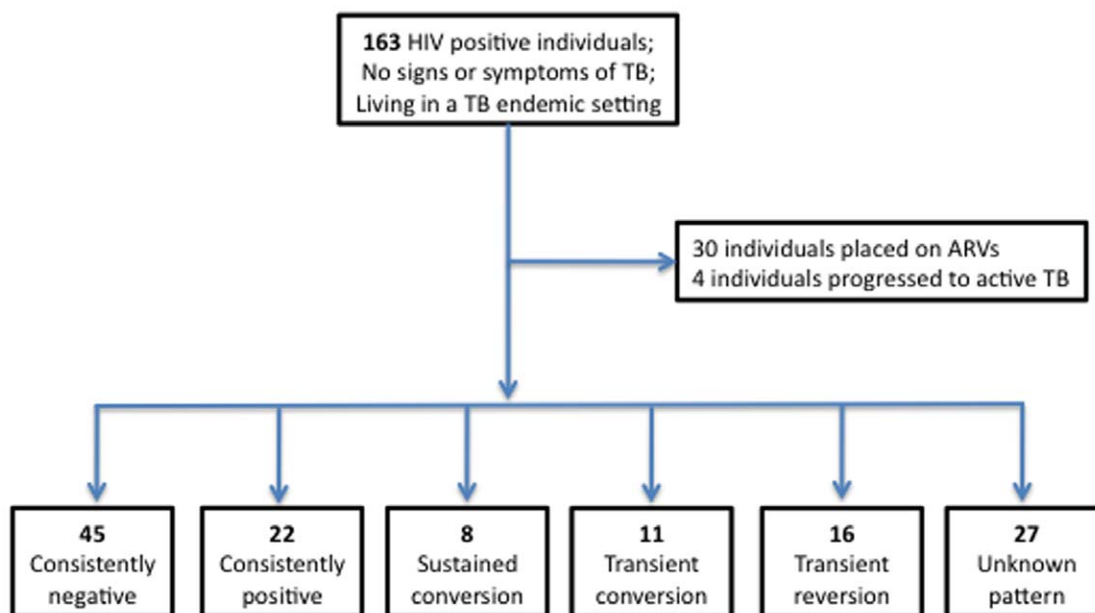 163 HIV positive individuals;
No signs or symptoms of TB;
Living in a TB endemic setting
30 individuals placed on ARVs
4 individuals progressed to active TB
45
Consistently
negative
22
Consistently
positive
8
Sustained
conversion
11
Transient
conversion
16
Transient
reversion
27
Unknown
pattern